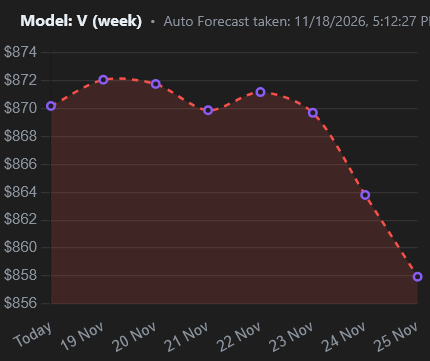 Model: V (week) • Auto Forecast taken: 11/18/2026, 5:12:27 P
$874
$872
$870
$868
$866
$864
$862
$860
$858
$856
Today
19 Nov
20 Nov
21 Nov
22 Nov
23 Nov
24 Nov
25 Nov